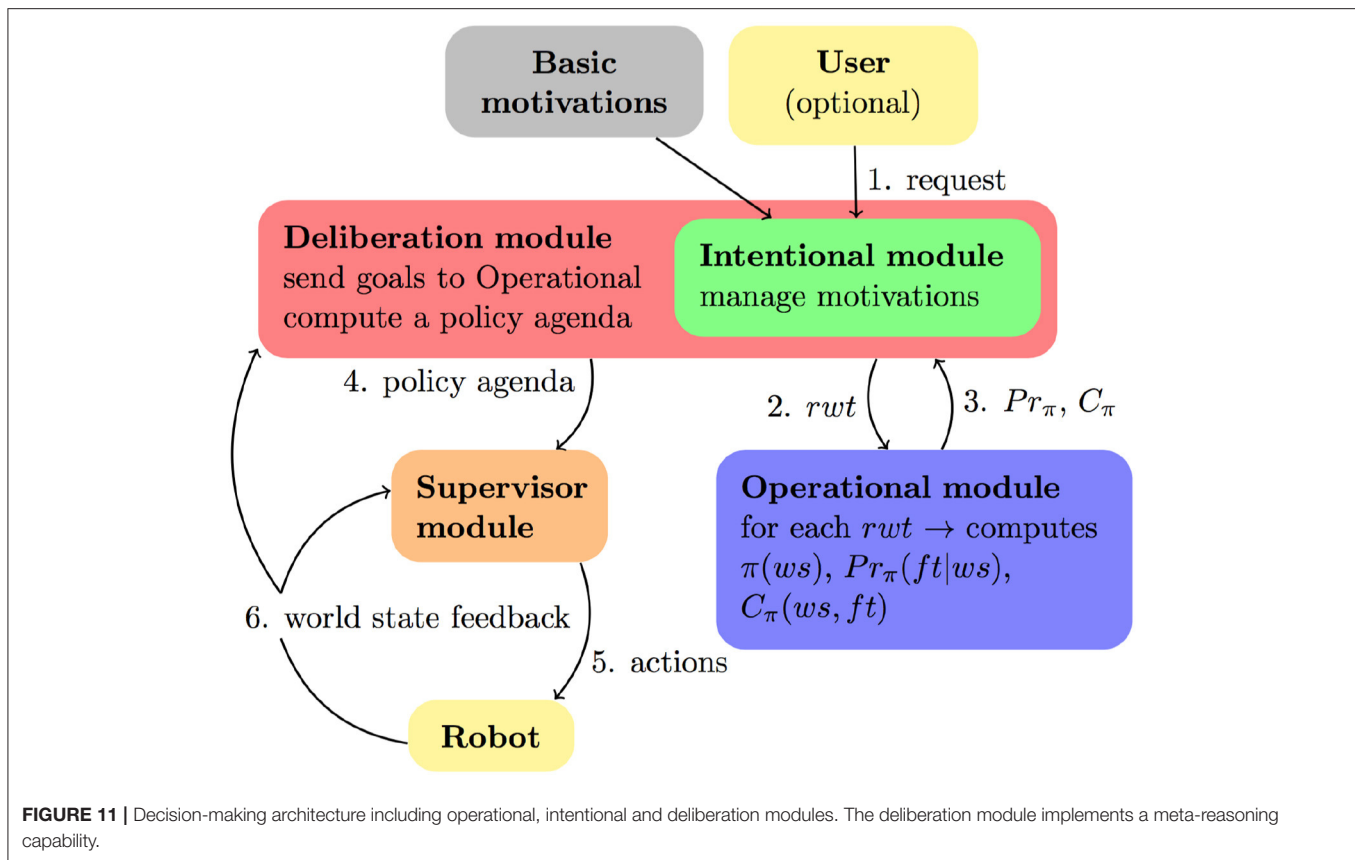 Basic
motivations
User
(optional)
1. request
Deliberation module
send goals to Operational
compute a policy agenda
Intentional module
manage motivations
4. policy agenda
2. rwt
3. Prπ, Cπ
Supervisor
module
Operational module
for each rwt → computes
π(ws), Prπ(ft|ws),
Cπ(ws, ft)
6. world state feedback
5. actions
Robot
FIGURE 11 | Decision-making architecture including operational, intentional and deliberation modules. The deliberation module implements a meta-reasoning
capability.